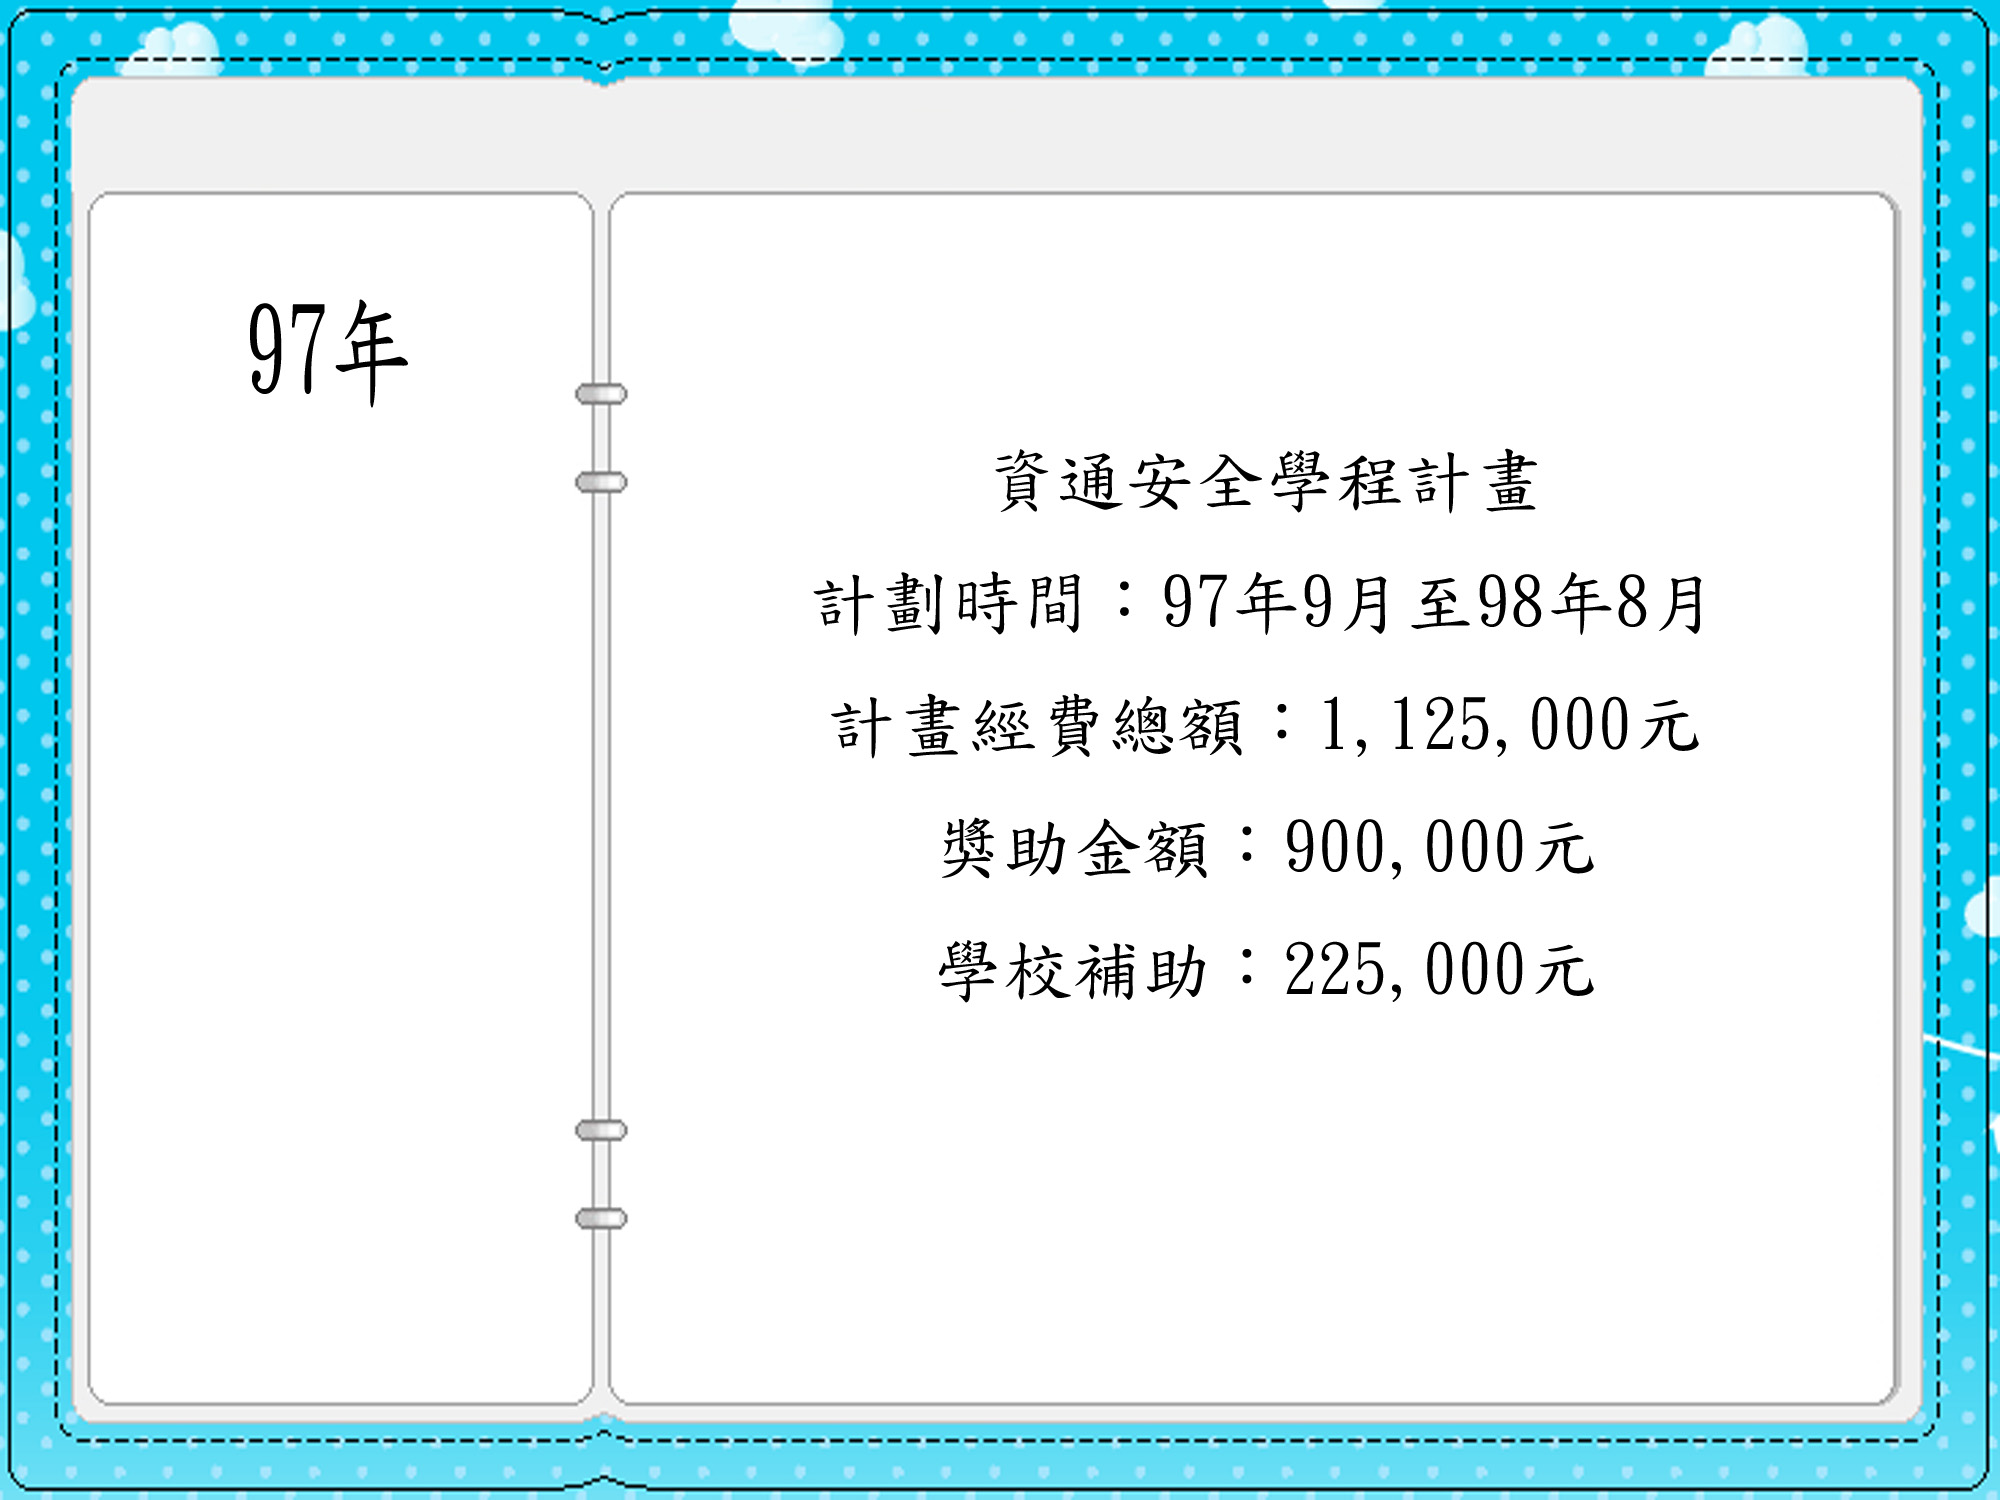 97年
資通安全學程計畫
計劃時間：97年9月至98年8月
計畫經費總額：1,125,000元
獎助金額：900,000元
學校補助：225,000元